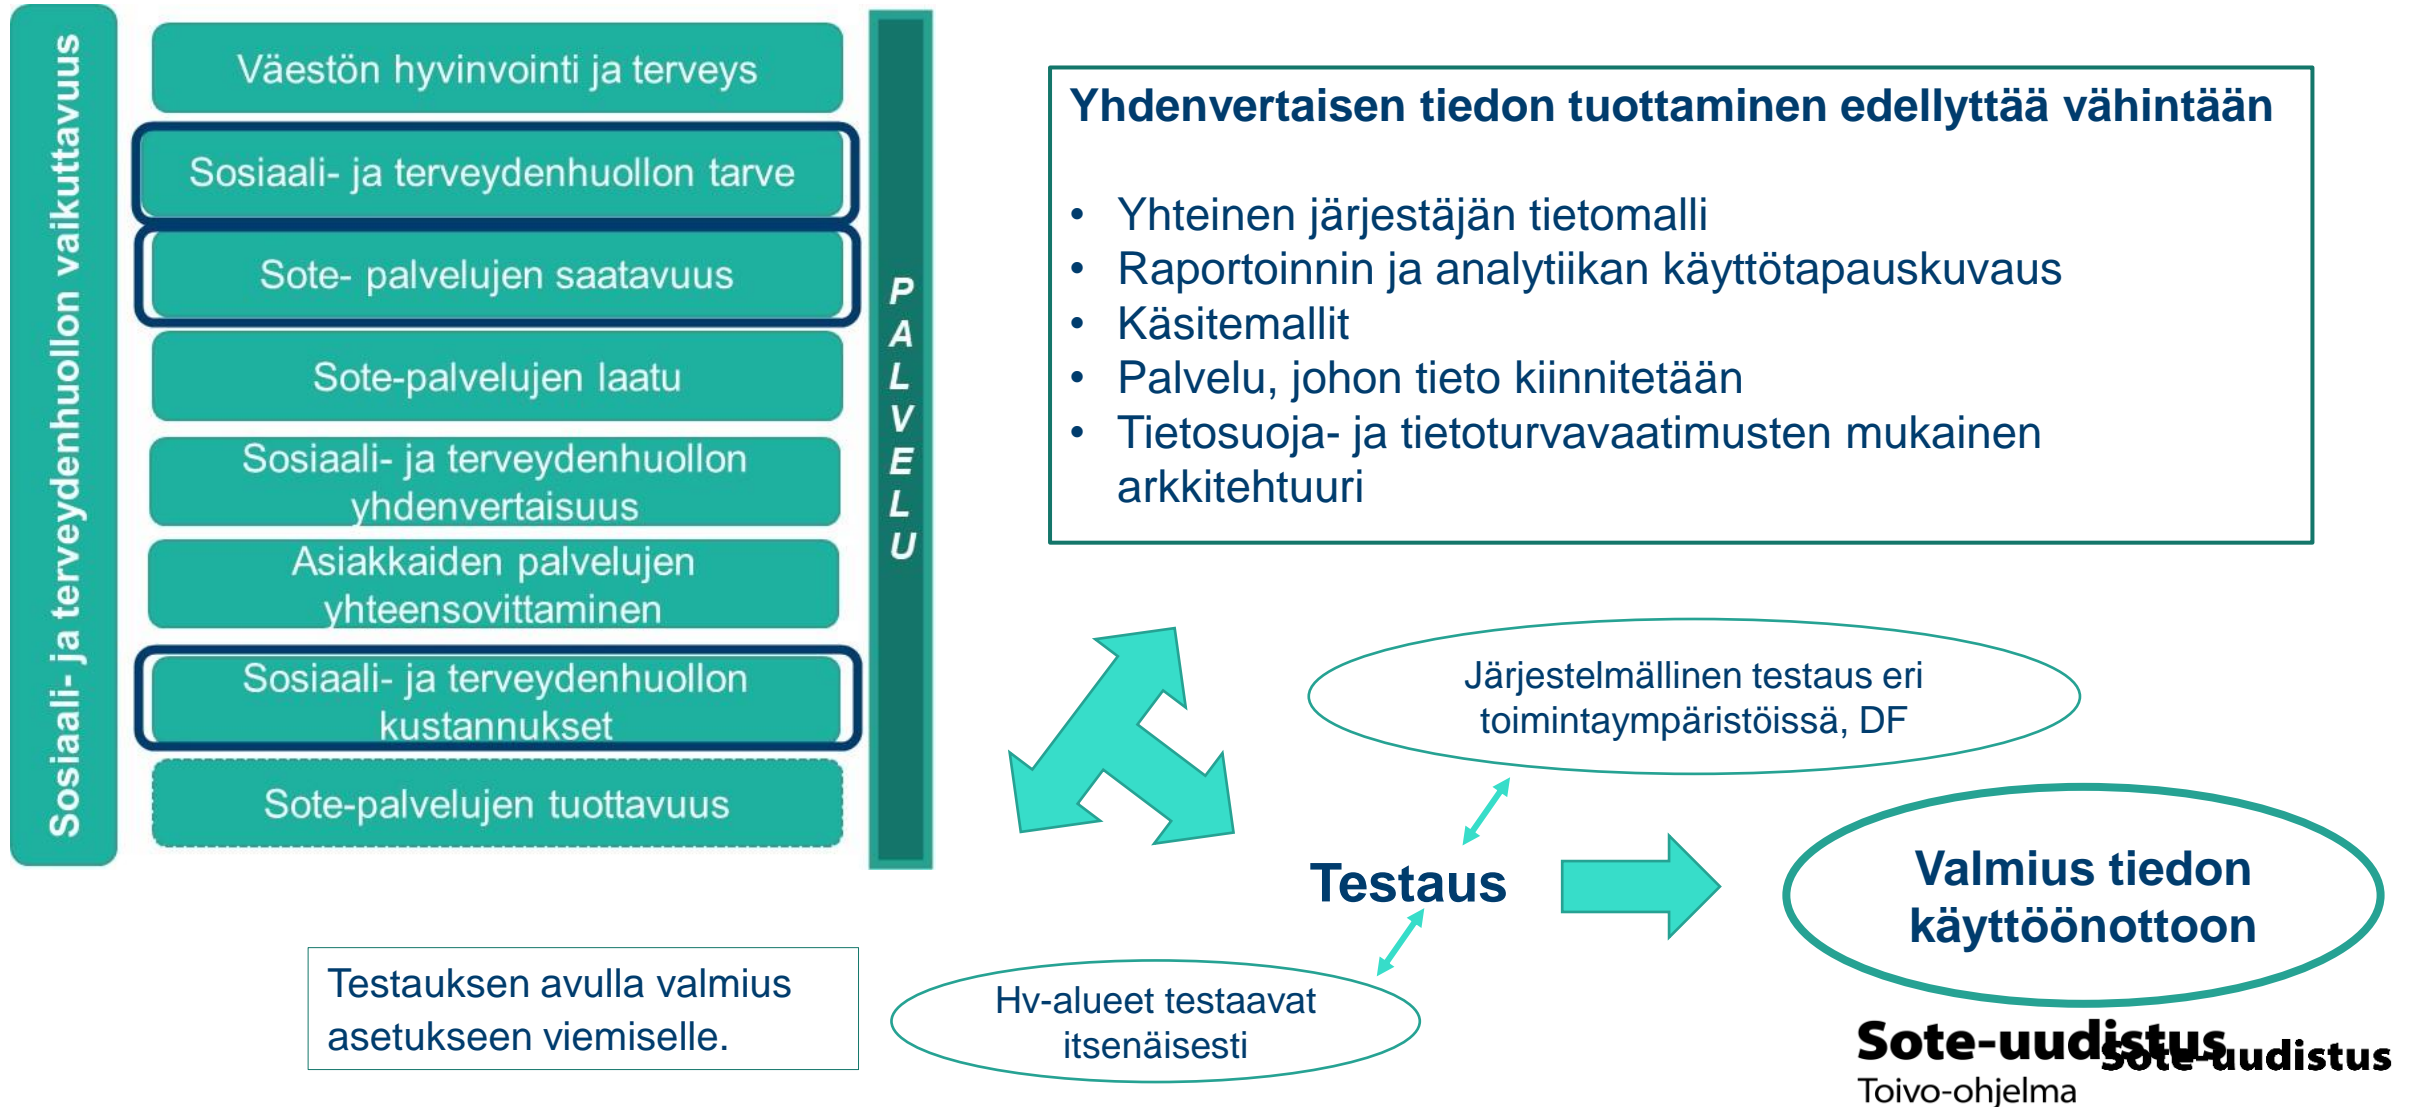 Sosiaali- ja terveydenhuollon vaikuttavuus
Väestön hyvinvointi ja terveys
Sosiaali- ja terveydenhuollon tarve
Sote- palvelujen saatavuus
Sote-palvelujen laatu
Sosiaali- ja terveydenhuollon
yhdenvertaisuus
Asiakkaiden palvelujen
yhteensovittaminen
Sosiaali- ja terveydenhuollon
kustannukset
Sote-palvelujen tuottavuus
PALVELU
Yhdenvertaisen tiedon tuottaminen edellyttää vähintään
• Yhteinen järjestäjän tietomalli
• Raportoinnin ja analytiikan käyttötapauskuvaus
• Käsitemallit
• Palvelu, johon tieto kiinnitetään
• Tietosuoja- ja tietoturvavaatimusten mukainen
arkkitehtuuri
Järjestelmällinen testaus eri
toimintaympäristöissä, DF
Testaus
Valmius tiedon
käyttöönottoon
Testauksen avulla valmius
asetukseen viemiselle.
Hv-alueet testaavat
itsenäisesti
Sote-uudistus
Sote-uudistus
Toivo-ohjelma